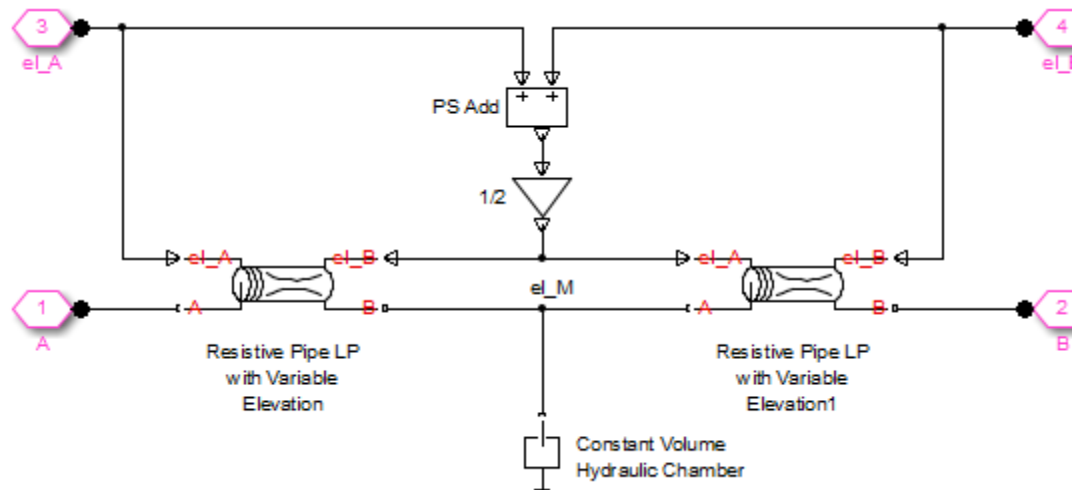 3
el_A
4
el_E
PS Add
+ +
1/2
el_A
el_B
el_A
el_B
el_M
1
A
A
B
A
B
2
B
Resistive Pipe LP
with Variable
Elevation
Resistive Pipe LP
with Variable
Elevation1
Constant Volume
Hydraulic Chamber